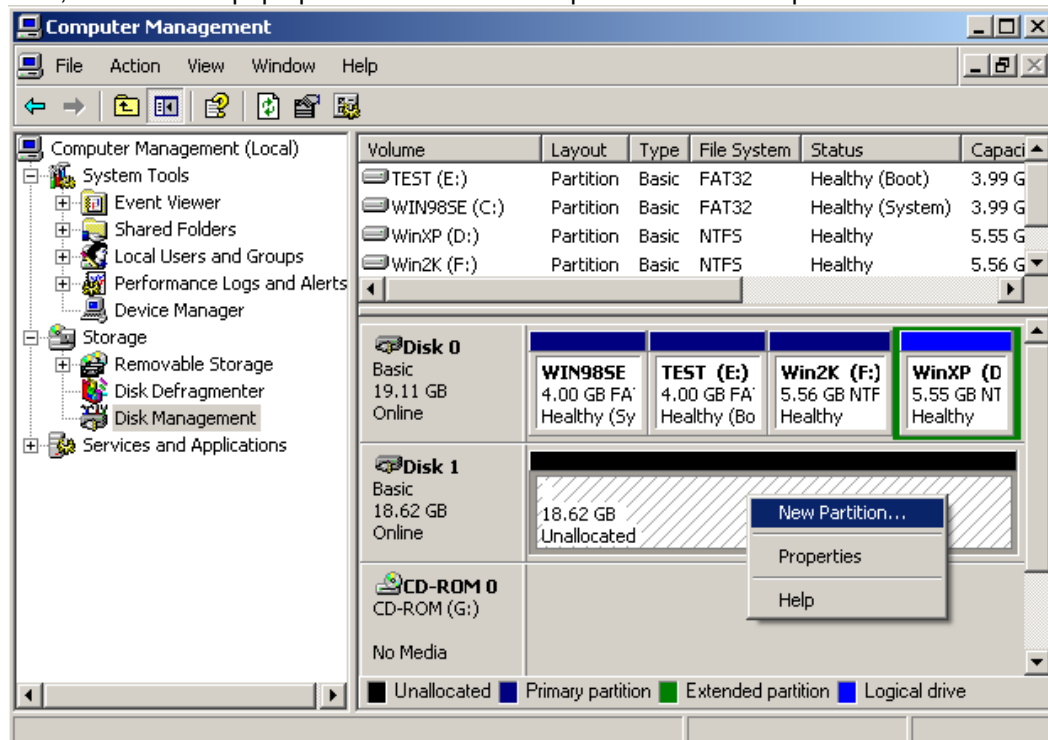 Computer Management
File Action View Window Help
Computer Management (Local)
System Tools
Event Viewer
Shared Folders
Local Users and Groups
Performance Logs and Alerts
Device Manager
Storage
Removable Storage
Disk Defragmenter
Disk Management
Services and Applications
Volume Layout Type File System Status Capaci
TEST (E:) Partition Basic FAT32 Healthy (Boot) 3.99 G
WIN98SE (C:) Partition Basic FAT32 Healthy (System) 3.99 G
WinXP (D:) Partition Basic NTFS Healthy 5.55 G
Win2K (F:) Partition Basic NTFS Healthy 5.56 G
Disk 0
Basic
19.11 GB
Online
WIN98SE
4.00 GB FA
Healthy (Sy
TEST (E:)
4.00 GB FA
Healthy (Bo
Win2K (F:)
5.56 GB NTF
Healthy
WinXP (D
5.55 GB NT
Healthy
Disk 1
Basic
18.62 GB
Online
18.62 GB
Unallocated
New Partition...
Properties
Help
CD-ROM 0
CD-ROM (G:)
No Media
Unallocated Primary partition Extended partition Logical drive